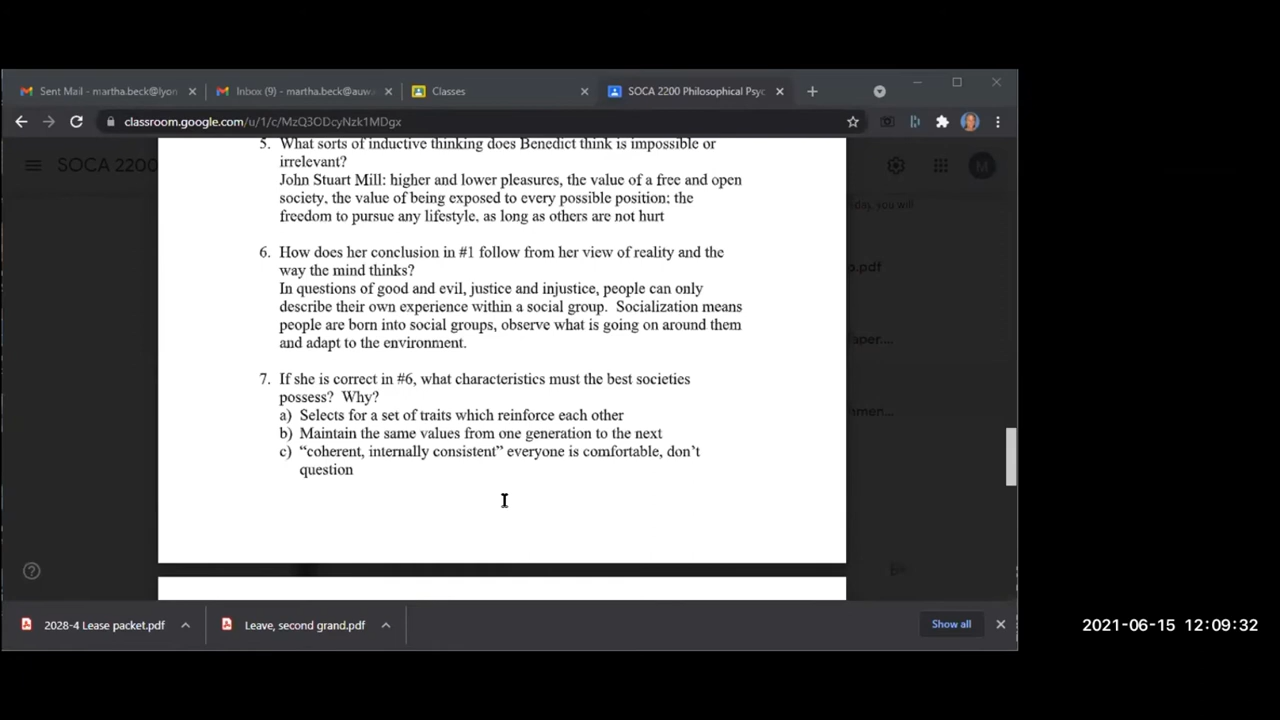 Sent Mail - martha.beck@lyon
Inbox (9) - martha.beck@auw
Classes
SOCA 2200 Philosophical Psyc
classroom.google.com/u/1/c/MzQ3ODcyNzk1MDgx
SOCA 2200
M
day, you will
.pdf
aper....
men...
5. What sorts of inductive thinking does Benedict think is impossible or
irrelevant?
John Stuart Mill: higher and lower pleasures, the value of a free and open
society, the value of being exposed to every possible position; the
freedom to pursue any lifestyle, as long as others are not hurt
6. How does her conclusion in #1 follow from her view of reality and the
way the mind thinks?
In questions of good and evil, justice and injustice, people can only
describe their own experience within a social group. Socialization means
people are born into social groups, observe what is going on around them
and adapt to the environment.
7. If she is correct in #6, what characteristics must the best societies
possess? Why?
a) Selects for a set of traits which reinforce each other
b) Maintain the same values from one generation to the next
c) “coherent, internally consistent” everyone is comfortable, don’t
question
2028-4 Lease packet.pdf
Leave, second grand.pdf
Show all
2021-06-15 12:09:32